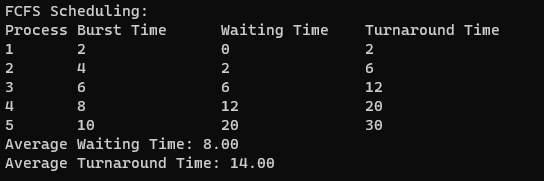 FCFS Scheduling:
Process Burst Time Waiting Time Turnaround Time
1 2 0 2
2 4 2 6
3 6 6 12
4 8 12 20
5 10 20 30
Average Waiting Time: 8.00
Average Turnaround Time: 14.00